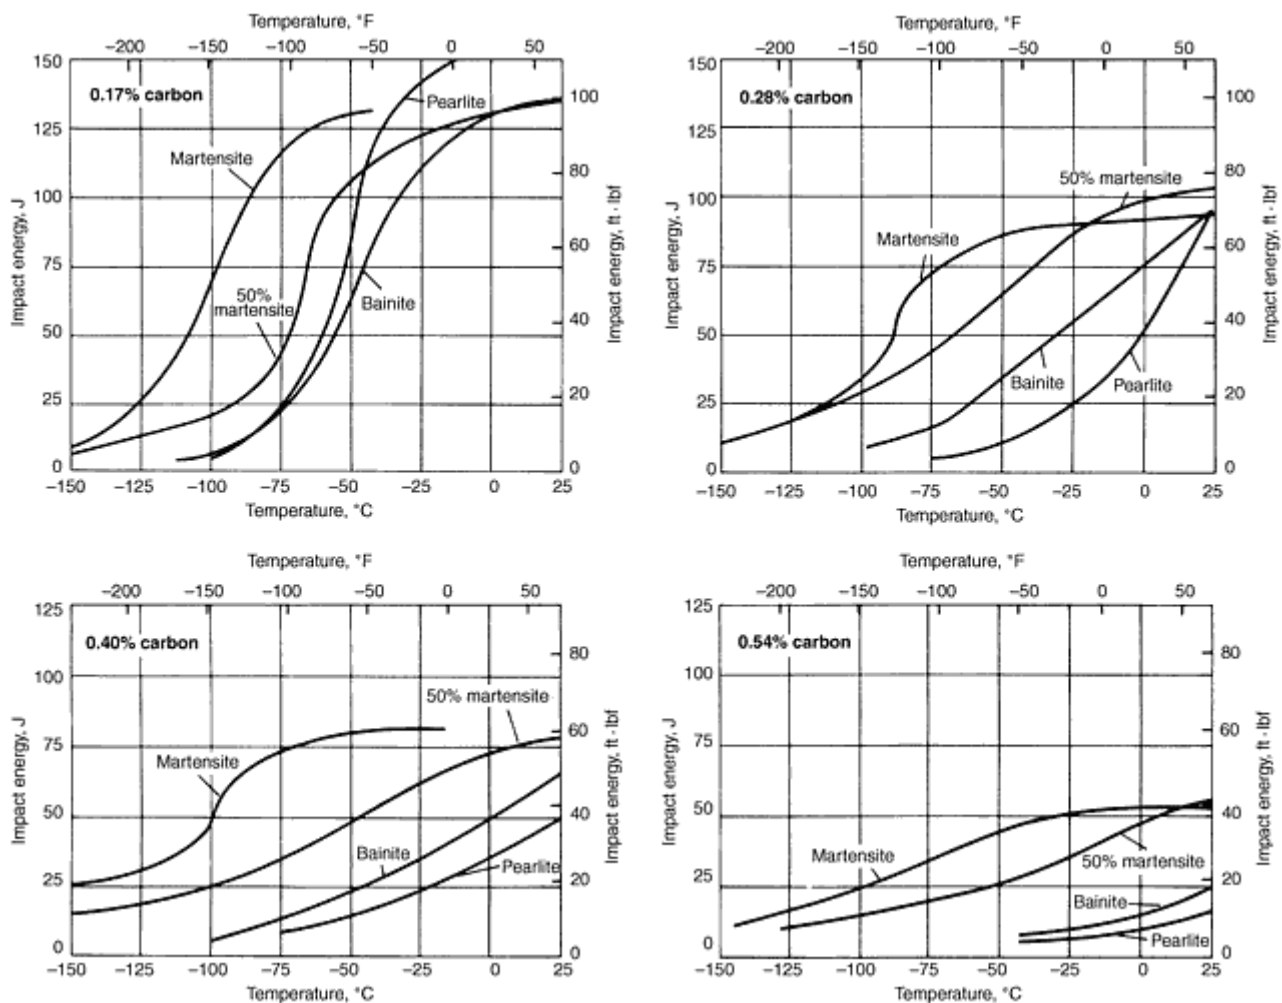 Temperature, °F
−200 −150 −100 −50 0 50
150
0.17% carbon
Pearlite
100
125
Martensite
80
100
60
75
50%
martensite
Bainite
50
40
25
20
0
0
−150 −125 −100 −75 −50 −25 0 25
Temperature, °C
Impact energy, J
Impact energy, ft · lbf
Temperature, °F
−200 −150 −100 −50 0 50
150
0.28% carbon
100
125
50% martensite
80
100
Martensite
60
75
50
40
Bainite
Pearlite
25
20
0
0
−150 −125 −100 −75 −50 −25 0 25
Temperature, °C
Impact energy, J
Impact energy, ft · lbf
Temperature, °F
−200 −150 −100 −50 0 50
125
0.40% carbon
80
100
50% martensite
60
75
Martensite
50
40
Bainite
Pearlite
25
20
0
0
−150 −125 −100 −75 −50 −25 0 25
Temperature, °C
Impact energy, J
Impact energy, ft · lbf
Temperature, °F
−200 −150 −100 −50 0 50
125
0.54% carbon
80
100
60
75
50
40
Martensite
50% martensite
25
20
Bainite
Pearlite
0
0
−150 −125 −100 −75 −50 −25 0 25
Temperature, °C
Impact energy, J
Impact energy, ft · lbf